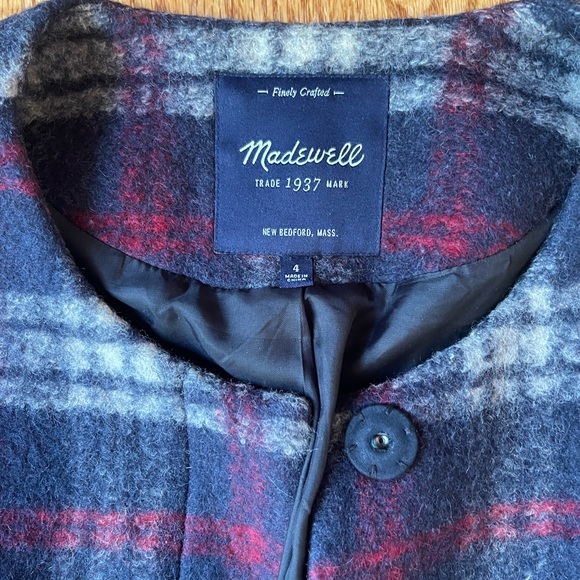 Finely Crafted
Madewell
TRADE 1937 MARK
NEW BEDFORD, MASS.
4
MADE IN
CHINA